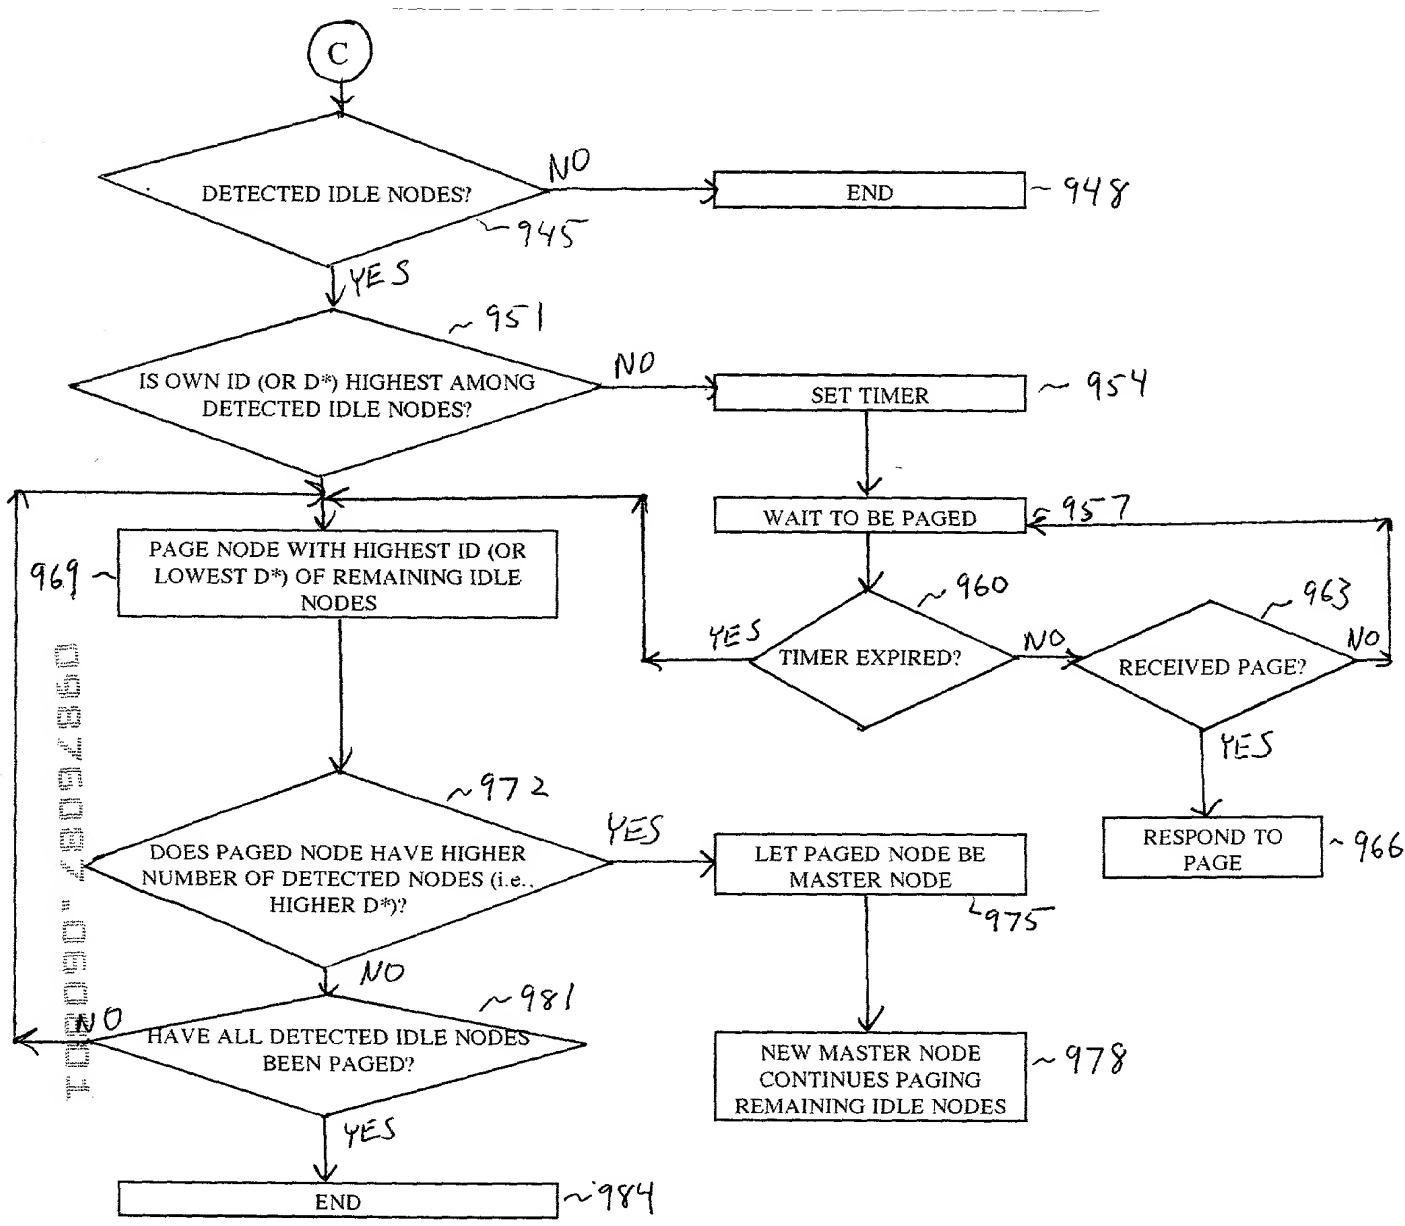 C
DETECTED IDLE NODES?
NO
945
END
948
YES
951
IS OWN ID (OR D*) HIGHEST AMONG
DETECTED IDLE NODES?
NO
SET TIMER
954
WAIT TO BE PAGED
957
969
PAGE NODE WITH HIGHEST ID (OR
LOWEST D*) OF REMAINING IDLE
NODES
960
TIMER EXPIRED?
YES
NO
963
RECEIVED PAGE?
NO
YES
RESPOND TO
PAGE
966
972
DOES PAGED NODE HAVE HIGHER
NUMBER OF DETECTED NODES (i.e.,
HIGHER D*)?
YES
LET PAGED NODE BE
MASTER NODE
975
NO
981
HAVE ALL DETECTED IDLE NODES
BEEN PAGED?
NO
NEW MASTER NODE
CONTINUES PAGING
REMAINING IDLE NODES
978
YES
END
984
09876087.060801